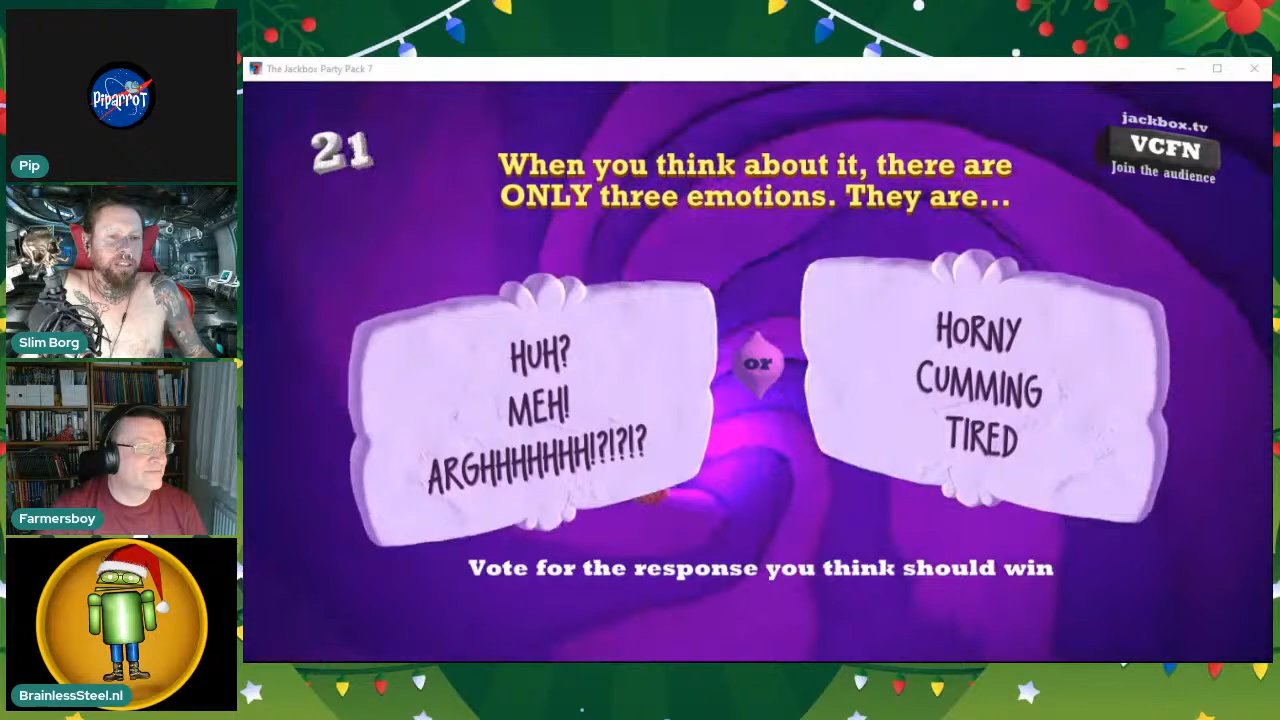 The Jackbox Party Pack 7
PiparroT
Pip
21
When you think about it, there are
ONLY three emotions. They are...
jackbox.tv
VCFN
Join the audience
HUH?
MEH!
ARGHHHHHHH!?!?!?
or
HORNY
CUMMING
TIRED
Vote for the response you think should win
Slim Borg
Farmersboy
BrainlessSteel.nl